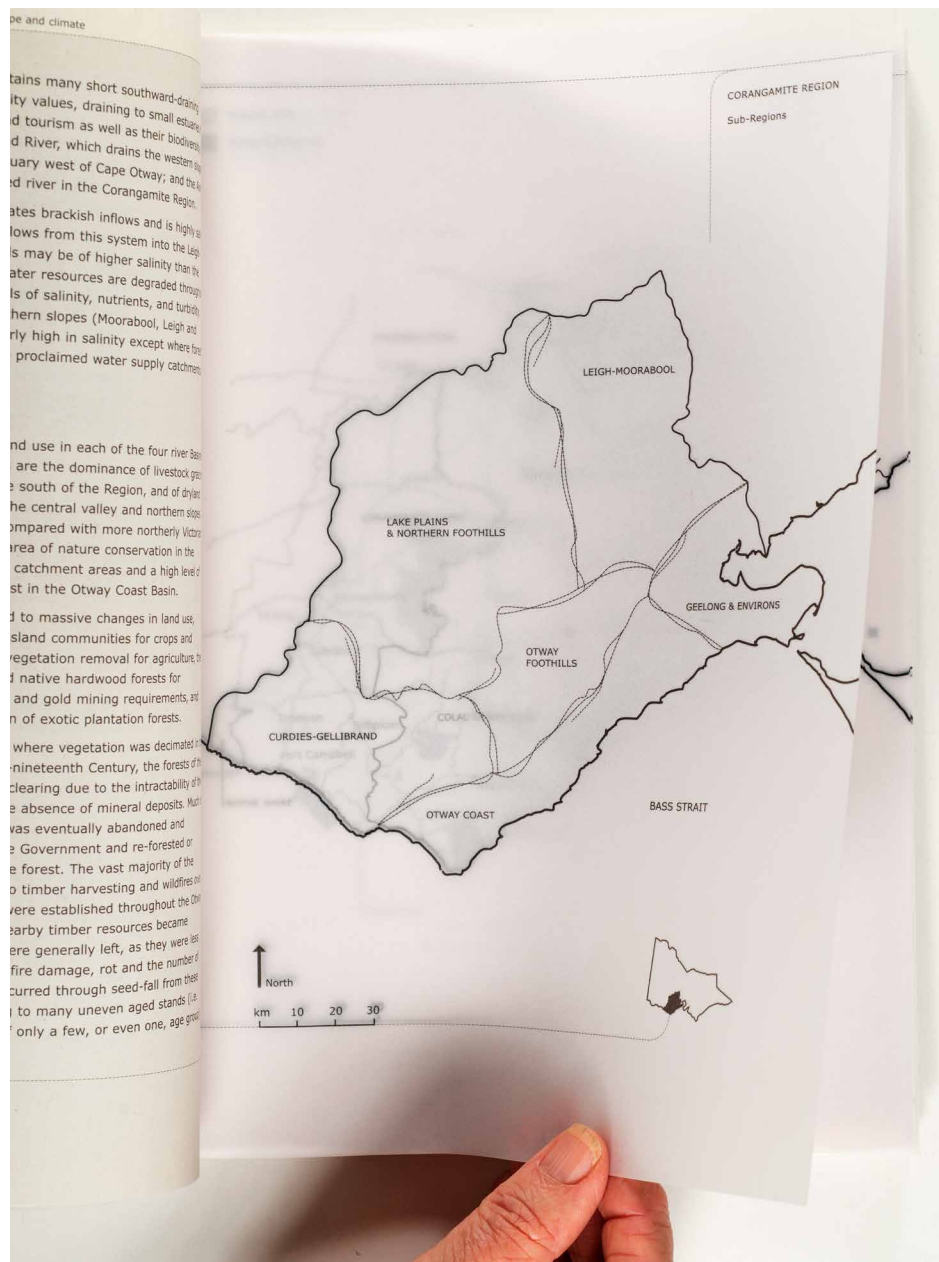 pe and climate
tains many short southward-draining
ity values, draining to small estuaries
d tourism as well as their biodiversity
d River, which drains the western
uary west of Cape Otway; and the
ed river in the Corangamite Region.
ates brackish inflows and is highly
lows from this system into the Leigh
s may be of higher salinity than the
ater resources are degraded through
ls of salinity, nutrients, and turbidity
hern slopes (Moorabool, Leigh and
rly high in salinity except where
proclaimed water supply catchments
nd use in each of the four river Basin
are the dominance of livestock
e south of the Region, and of dryland
he central valley and northern slopes
ompared with more northerly Victoria
area of nature conservation in the
catchment areas and a high level of
st in the Otway Coast Basin.
d to massive changes in land use,
island communities for crops and
vegetation removal for agriculture,
d native hardwood forests for
and gold mining requirements, and
n of exotic plantation forests.
where vegetation was decimated
-nineteenth Century, the forests of
clearing due to the intractability of
e absence of mineral deposits. Much
was eventually abandoned and
e Government and re-forested or
e forest. The vast majority of the
o timber harvesting and wildfires
were established throughout the
earby timber resources became
ere generally left, as they were less
fire damage, rot and the number of
curred through seed-fall from these
to many uneven aged stands (i.e.
only a few, or even one, age group
CORANGAMITE REGION
Sub-Regions
LEIGH-MOORABOOL
LAKE PLAINS
& NORTHERN FOOTHILLS
GEELONG & ENVIRONS
OTWAY
FOOTHILLS
CURDIES-GELLIBRAND
OTWAY COAST
BASS STRAIT
North
km 10 20 30